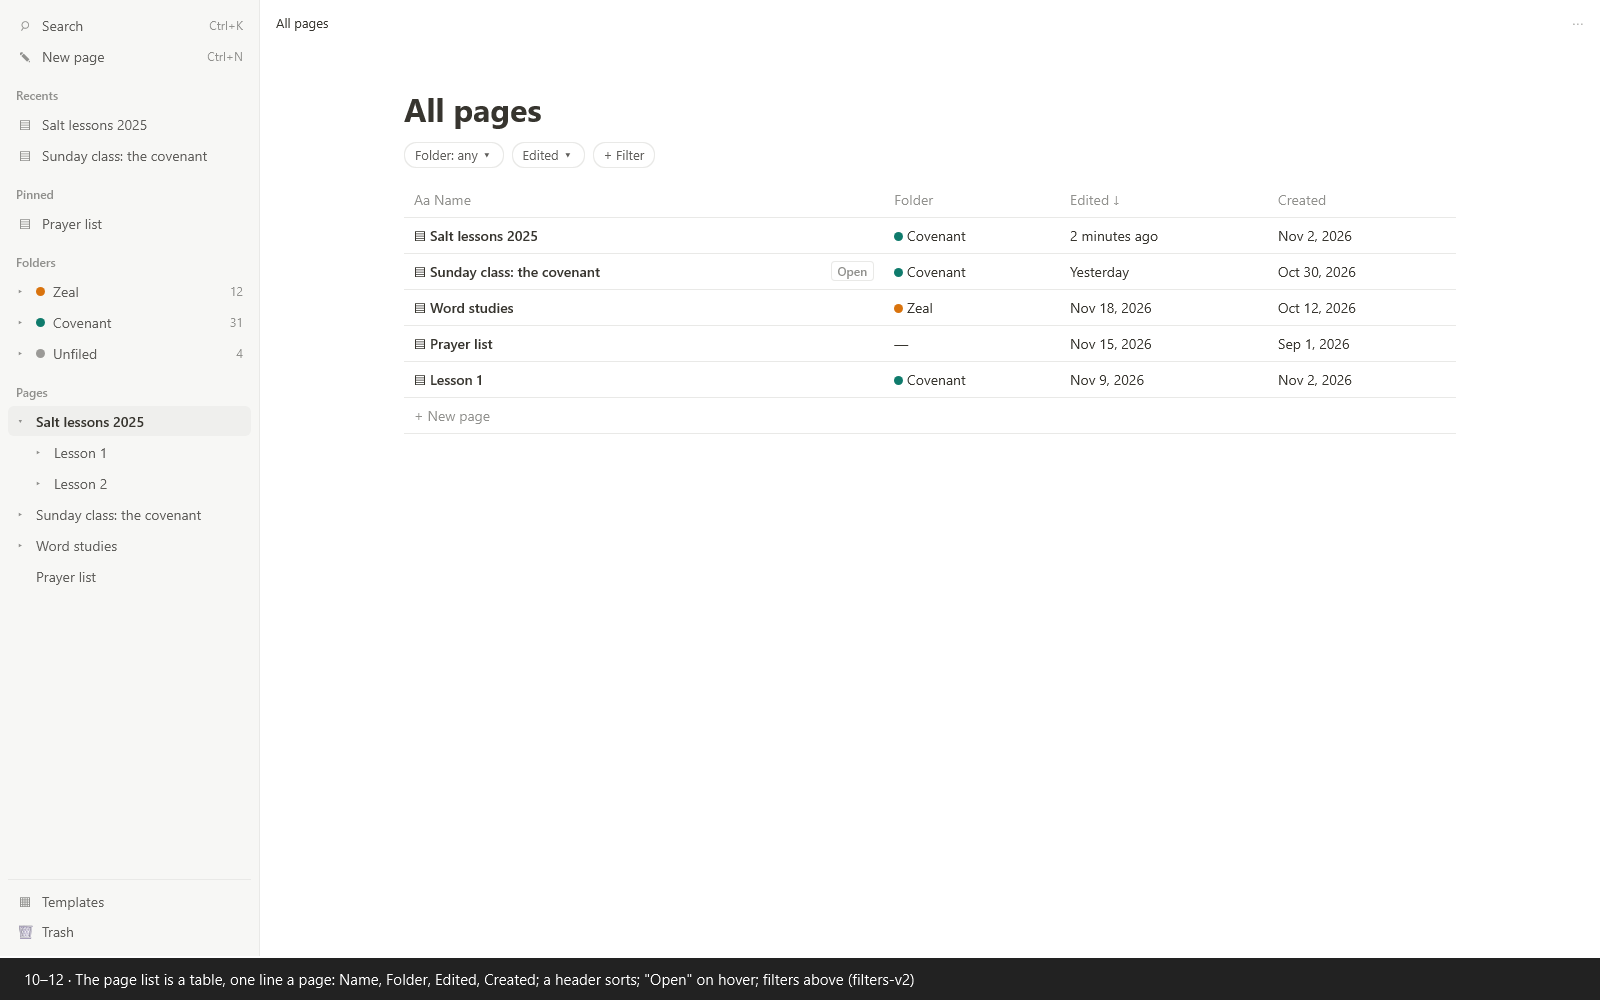 Search Ctrl+K
New page Ctrl+N
Recents
Salt lessons 2025
Sunday class: the covenant
Pinned
Prayer list
Folders
Zeal 12
Covenant 31
Unfiled 4
Pages
Salt lessons 2025
Lesson 1
Lesson 2
Sunday class: the covenant
Word studies
Prayer list
Templates
Trash
All pages ...
All pages
Folder: any ▾ Edited ▾ + Filter
Aa Name Folder Edited ↓ Created
Salt lessons 2025 Covenant 2 minutes ago Nov 2, 2026
Sunday class: the covenant Open Covenant Yesterday Oct 30, 2026
Word studies Zeal Nov 18, 2026 Oct 12, 2026
Prayer list — Nov 15, 2026 Sep 1, 2026
Lesson 1 Covenant Nov 9, 2026 Nov 2, 2026
+ New page
10–12 · The page list is a table, one line a page: Name, Folder, Edited, Created; a header sorts; "Open" on hover; filters above (filters-v2)